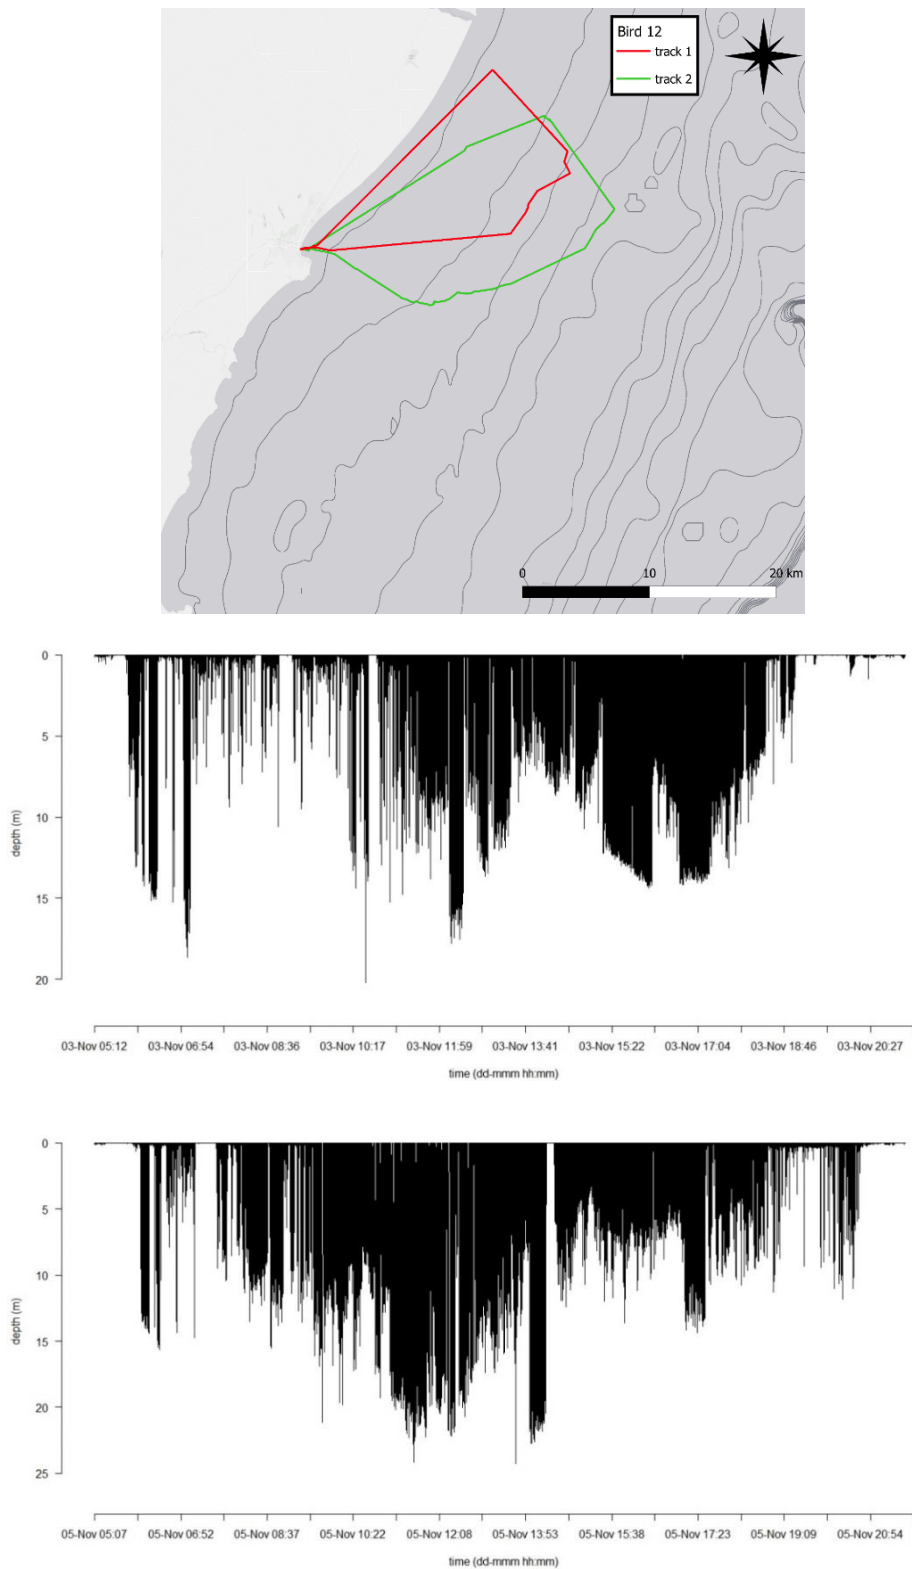 Bird 12
track 1
track 2
0 10 20 km
0
5
10
15
20
depth (m)
03-Nov 05:12 03-Nov 06:54 03-Nov 08:36 03-Nov 10:17 03-Nov 11:59 03-Nov 13:41 03-Nov 15:22 03-Nov 17:04 03-Nov 18:46 03-Nov 20:27
time (dd-mmm hh:mm)
0
5
10
15
20
25
depth (m)
05-Nov 05:07 05-Nov 06:52 05-Nov 08:37 05-Nov 10:22 05-Nov 12:08 05-Nov 13:53 05-Nov 15:38 05-Nov 17:23 05-Nov 19:09 05-Nov 20:54
time (dd-mmm hh:mm)